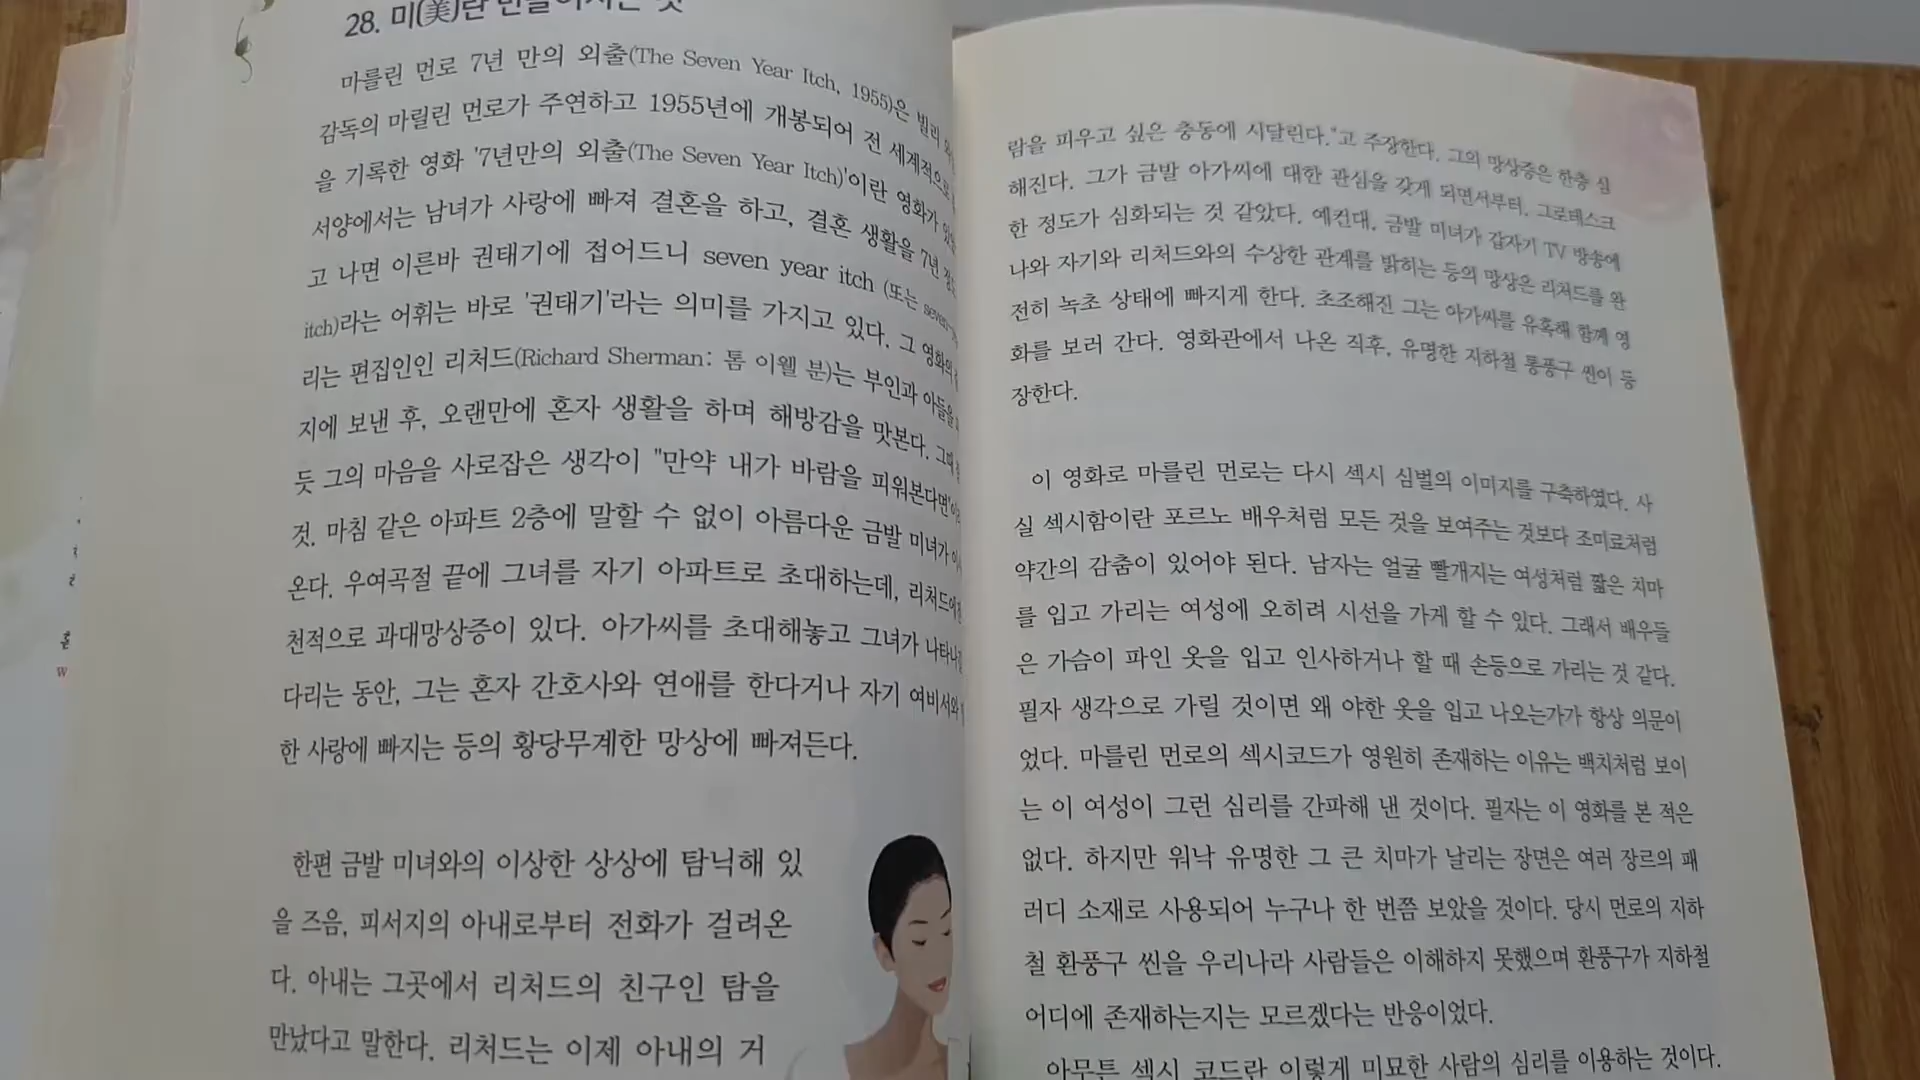 28. 미(美)란 만들어지는 것
마를린 먼로 7년 만의 외출(The Seven Year Itch, 1955)은 빌리
감독의 마릴린 먼로가 주연하고 1955년에 개봉되어 전 세계적으로
을 기록한 영화 '7년만의 외출(The Seven Year Itch)'이란 영화가
서양에서는 남녀가 사랑에 빠져 결혼을 하고, 결혼 생활을 7년
고 나면 이른바 권태기에 접어드니 seven year itch (또는
itch)라는 어휘는 바로 '권태기'라는 의미를 가지고 있다. 그 영화의
리는 편집인인 리처드(Richard Sherman: 톰 이웰 분)는 부인과 아들을
지에 보낸 후, 오랜만에 혼자 생활을 하며 해방감을 맛본다. 그때
듯 그의 마음을 사로잡은 생각이 "만약 내가 바람을 피워본다면"
것. 마침 같은 아파트 2층에 말할 수 없이 아름다운 금발 미녀가
온다. 우여곡절 끝에 그녀를 자기 아파트로 초대하는데, 리처드
천적으로 과대망상증이 있다. 아가씨를 초대해놓고 그녀가
다리는 동안, 그는 혼자 간호사와 연애를 한다거나 자기 여비서와
한 사랑에 빠지는 등의 황당무계한 망상에 빠져든다.
한편 금발 미녀와의 이상한 상상에 탐닉해 있
을 즈음, 피서지의 아내로부터 전화가 걸려온
다. 아내는 그곳에서 리처드의 친구인 탐을
만났다고 말한다. 리처드는 이제 아내의 거
람을 피우고 싶은 충동에 시달린다."고 주장한다. 그의 망상증은 한층 심
해진다. 그가 금발 아가씨에 대한 관심을 갖게 되면서부터, 그로테스크
한 정도가 심화되는 것 같았다. 예컨대, 금발 미녀가 갑자기 TV 방송에
나와 자기와 리처드와의 수상한 관계를 밝히는 등의 망상은 리처드를 완
전히 녹초 상태에 빠지게 한다. 초조해진 그는 아가씨를 유혹해 함께 영
화를 보러 간다. 영화관에서 나온 직후, 유명한 지하철 통풍구 씬이 등
장한다.
이 영화로 마를린 먼로는 다시 섹시 심벌의 이미지를 구축하였다. 사
실 섹시함이란 포르노 배우처럼 모든 것을 보여주는 것보다 조미료처럼
약간의 감춤이 있어야 된다. 남자는 얼굴 빨개지는 여성처럼 짧은 치마
를 입고 가리는 여성에 오히려 시선을 가게 할 수 있다. 그래서 배우들
은 가슴이 파인 옷을 입고 인사하거나 할 때 손등으로 가리는 것 같다.
필자 생각으로 가릴 것이면 왜 야한 옷을 입고 나오는가가 항상 의문이
었다. 마를린 먼로의 섹시코드가 영원히 존재하는 이유는 백치처럼 보이
는 이 여성이 그런 심리를 간파해 낸 것이다. 필자는 이 영화를 본 적은
없다. 하지만 워낙 유명한 그 큰 치마가 날리는 장면은 여러 장르의 패
러디 소재로 사용되어 누구나 한 번쯤 보았을 것이다. 당시 먼로의 지하
철 환풍구 씬을 우리나라 사람들은 이해하지 못했으며 환풍구가 지하철
어디에 존재하는지는 모르겠다는 반응이었다.
아무튼 섹시 코드란 이렇게 미묘한 사람의 심리를 이용하는 것이다.